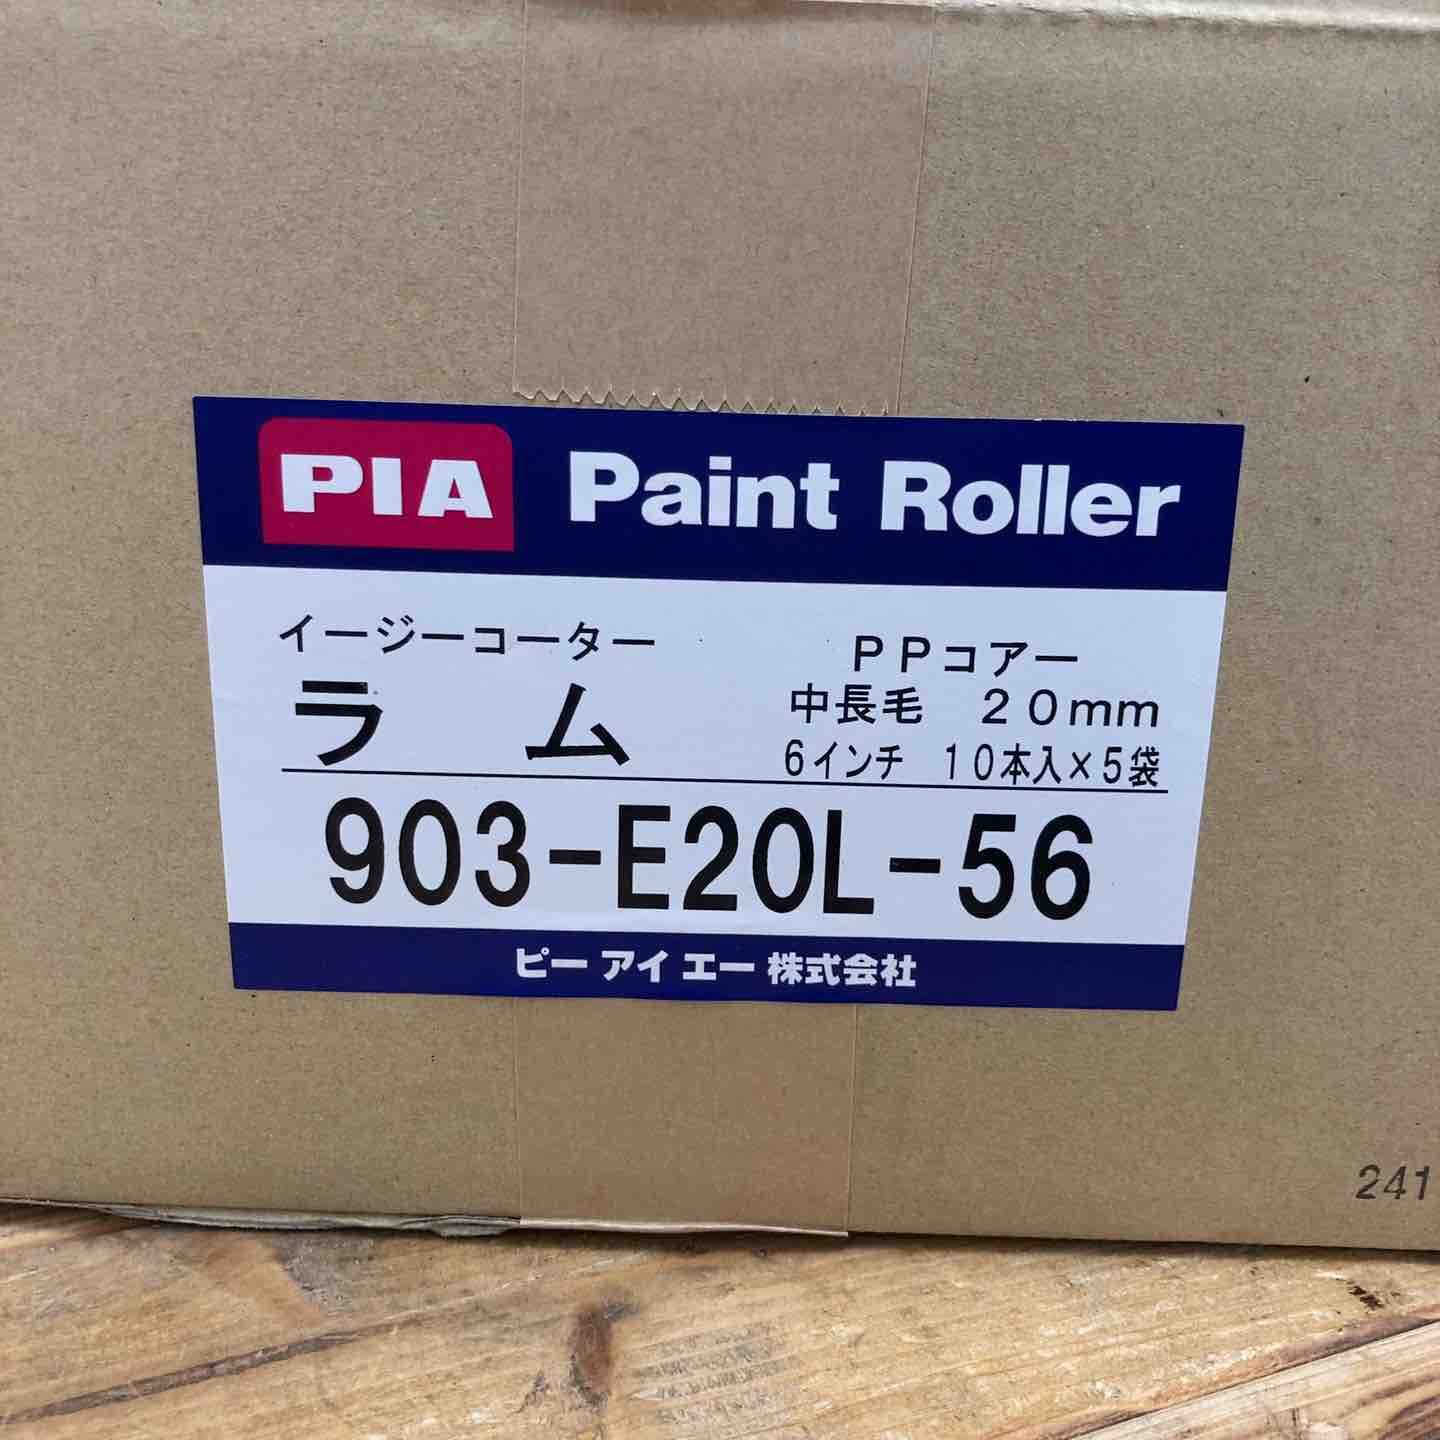 PIA Paint Roller
イージーコーター PPコアー
ラム 中長毛 20mm
6インチ 10本入×5袋
903-E20L-56
ピーアイエー株式会社
241